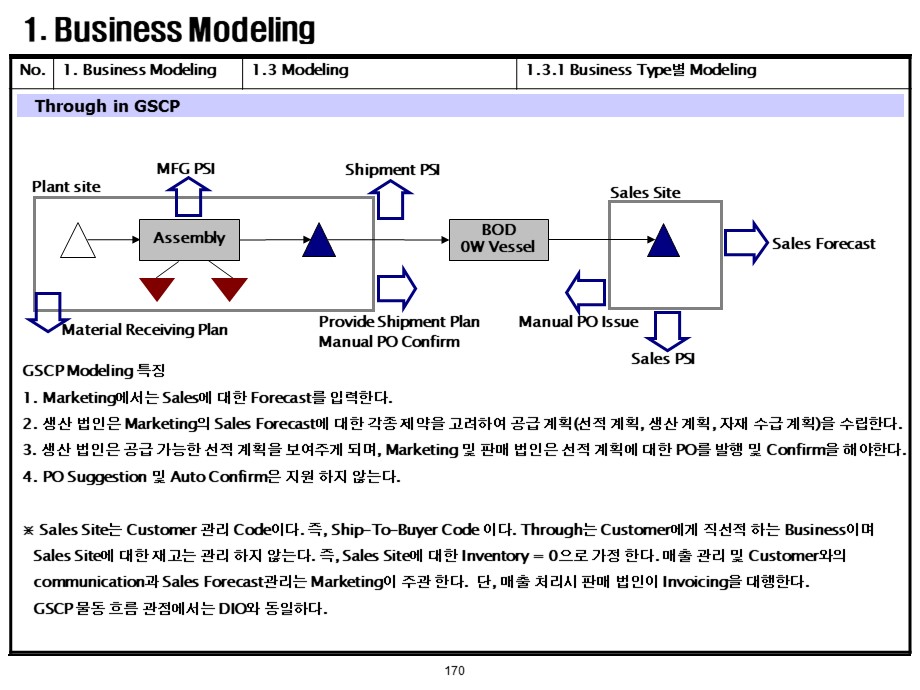 1. Business Modeling
No. 1. Business Modeling 1.3 Modeling 1.3.1 Business Type별 Modeling
Through in GSCP
MFG PSI
Shipment PSI
Plant site
Sales Site
Assembly
BOD
0W Vessel
Sales Forecast
Material Receiving Plan
Provide Shipment Plan
Manual PO Confirm
Manual PO Issue
Sales PSI
GSCP Modeling 특징
1. Marketing에서는 Sales에 대한 Forecast를 입력한다.
2. 생산 법인은 Marketing의 Sales Forecast에 대한 각종 제약을 고려하여 공급 계획(선적 계획, 생산 계획, 자재 수급 계획)을 수립한다.
3. 생산 법인은 공급 가능한 선적 계획을 보여주게 되며, Marketing 및 판매 법인은 선적 계획에 대한 PO를 발행 및 Confirm을 해야한다.
4. PO Suggestion 및 Auto Confirm은 지원 하지 않는다.
※ Sales Site는 Customer 관리 Code이다. 즉, Ship-To-Buyer Code 이다. Through는 Customer에게 직선적 하는 Business이며
Sales Site에 대한 재고는 관리 하지 않는다. 즉, Sales Site에 대한 Inventory = 0으로 가정 한다. 매출 관리 및 Customer와의
communication과 Sales Forecast관리는 Marketing이 주관 한다. 단, 매출 처리시 판매 법인이 Invoicing을 대행한다.
GSCP 물동 흐름 관점에서는 DIO와 동일하다.
170